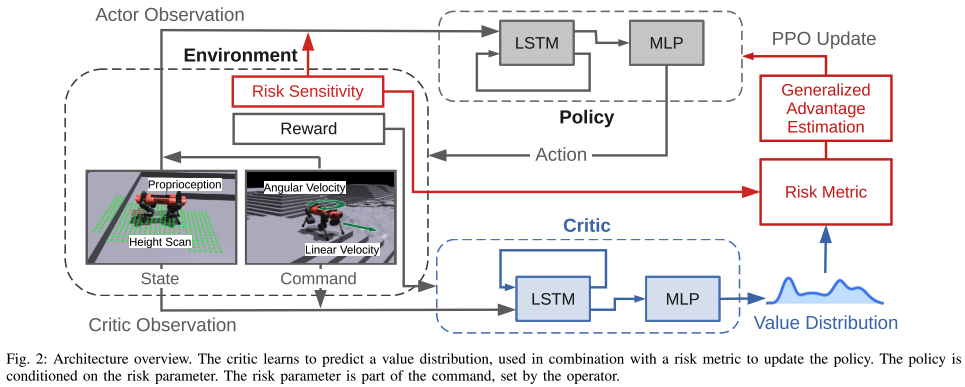 Actor Observation
Environment
LSTM
MLP
PPO Update
Risk Sensitivity
Generalized
Advantage
Estimation
Reward
Policy
Action
Proprioception
Height Scan
Angular Velocity
Linear Velocity
Risk Metric
State
Command
Critic
LSTM
MLP
Critic Observation
Value Distribution
Fig. 2: Architecture overview. The critic learns to predict a value distribution, used in combination with a risk metric to update the policy. The policy is
conditioned on the risk parameter. The risk parameter is part of the command, set by the operator.